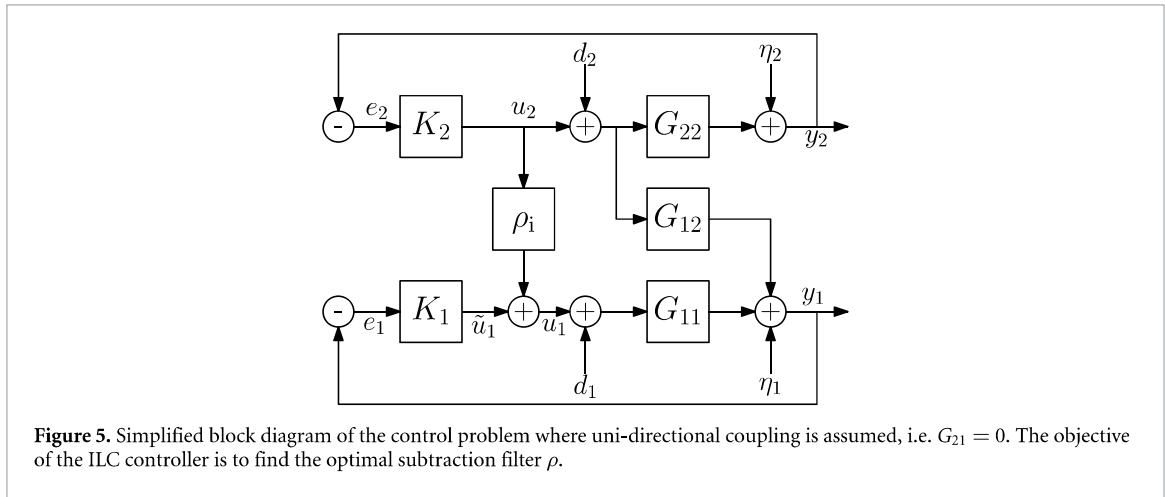 d₂
η₂
e₂
K₂
u₂
+
G₂₂
+
-
y₂
ρᵢ
G₁₂
-
e₁
K₁
ũ₁
+
u₁
+
G₁₁
+
y₁
d₁
η₁
Figure 5. Simplified block diagram of the control problem where uni-directional coupling is assumed, i.e. G₂₁ = 0. The objective
of the ILC controller is to find the optimal subtraction filter ρ.